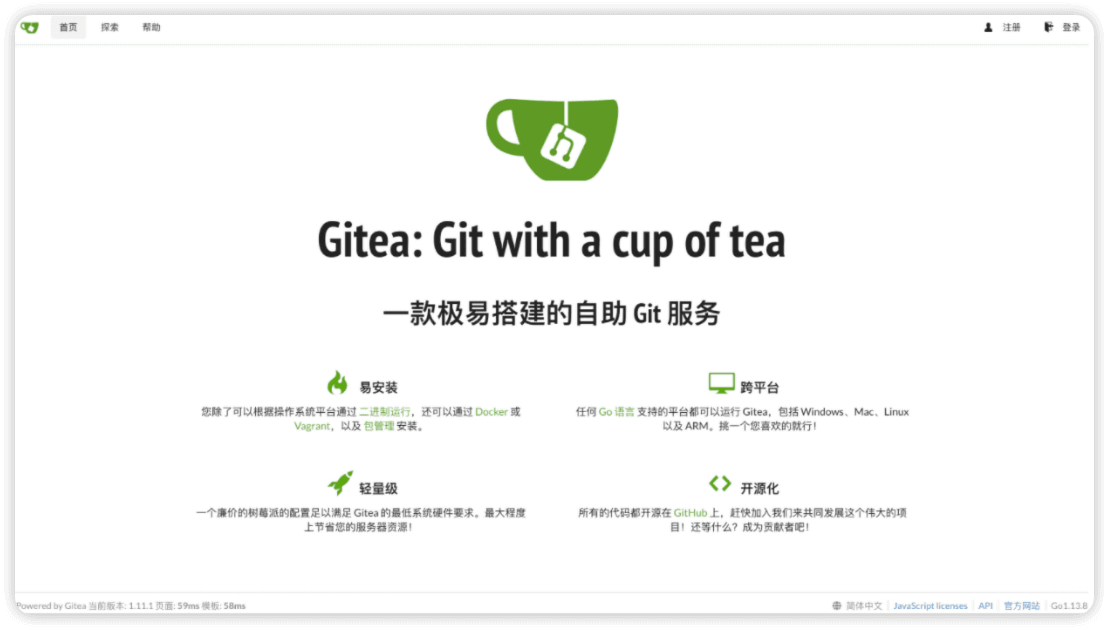 首页 探索 帮助 注册 登录
Gitea: Git with a cup of tea
一款极易搭建的自助 Git 服务
易安装
您除了可以根据操作系统平台通过 二进制运行，还可以通过 Docker 或
Vagrant，以及 包管理 安装。
跨平台
任何 Go 语言 支持的平台都可以运行 Gitea，包括 Windows、Mac、Linux
以及 ARM。挑一个您喜欢的就行！
轻量级
一个廉价的树莓派的配置足以满足 Gitea 的最低系统硬件要求。最大程度
上节省您的服务器资源！
开源化
所有的代码都开源在 GitHub 上，赶快加入我们来共同发展这个伟大的项
目！还等什么？成为贡献者吧！
Powered by Gitea 当前版本: 1.11.1 页面: 59ms 模板: 58ms 简体中文 JavaScript licenses API 官方网站 Go1.13.8